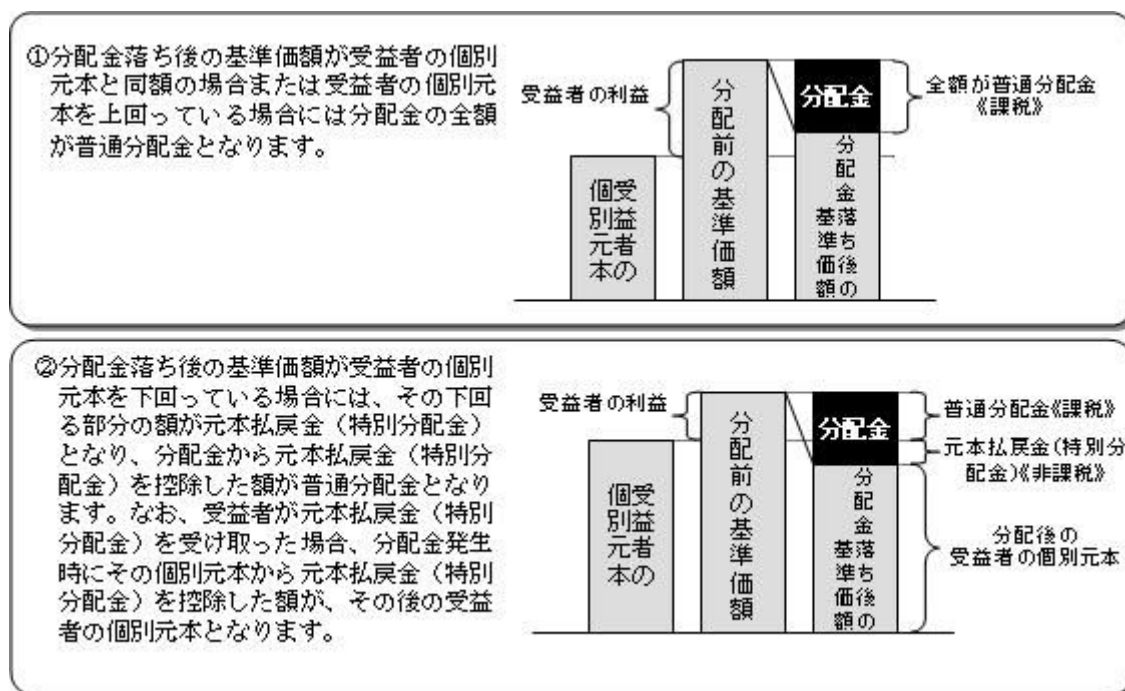 ①分配金落ち後の基準価額が受益者の個別
元本と同額の場合または受益者の個別元
本を上回っている場合には分配金の全額
が普通分配金となります。
受益者の利益
個別元本
受益者の
分配前の基準価額
分配金
分配金落ち後の
基準価額
全額が普通分配金
《課税》
②分配金落ち後の基準価額が受益者の個別
元本を下回っている場合には、その下回
る部分の額が元本払戻金（特別分配金）
となり、分配金から元本払戻金（特別分
配金）を控除した額が普通分配金となり
ます。なお、受益者が元本払戻金（特別
分配金）を受け取った場合、分配金発生
時にその個別元本から元本払戻金（特別
分配金）を控除した額が、その後の受益
者の個別元本となります。
受益者の利益
受益者の
個別元本
分配前の基準価額
分配金
分配金落ち後の
基準価額
普通分配金《課税》
元本払戻金(特別分
配金)《非課税》
分配後の
受益者の個別元本